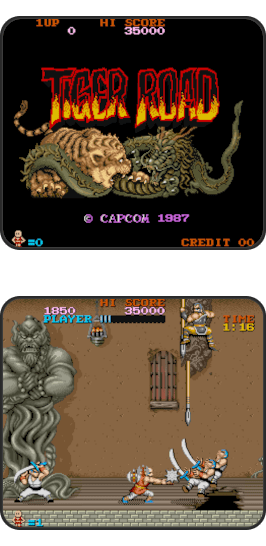 1UP HI SCORE
0 35000
TIGER ROAD
© CAPCOM 1987
=0 CREDIT 00
HI SCORE
1850 35000
PLAYER TIME
1:16
=1